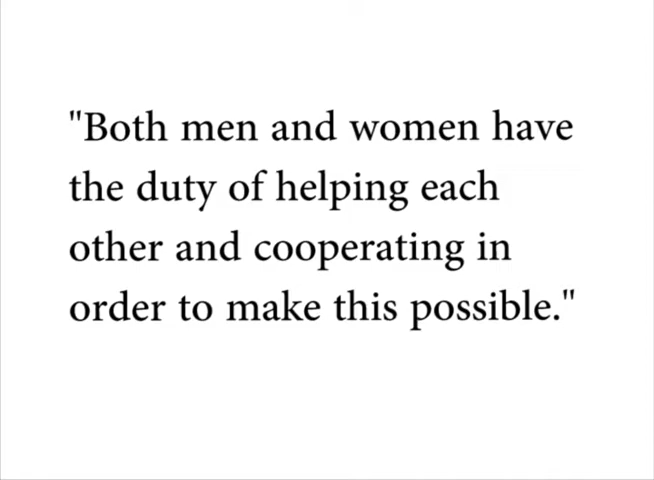 "Both men and women have
the duty of helping each
other and cooperating in
order to make this possible."